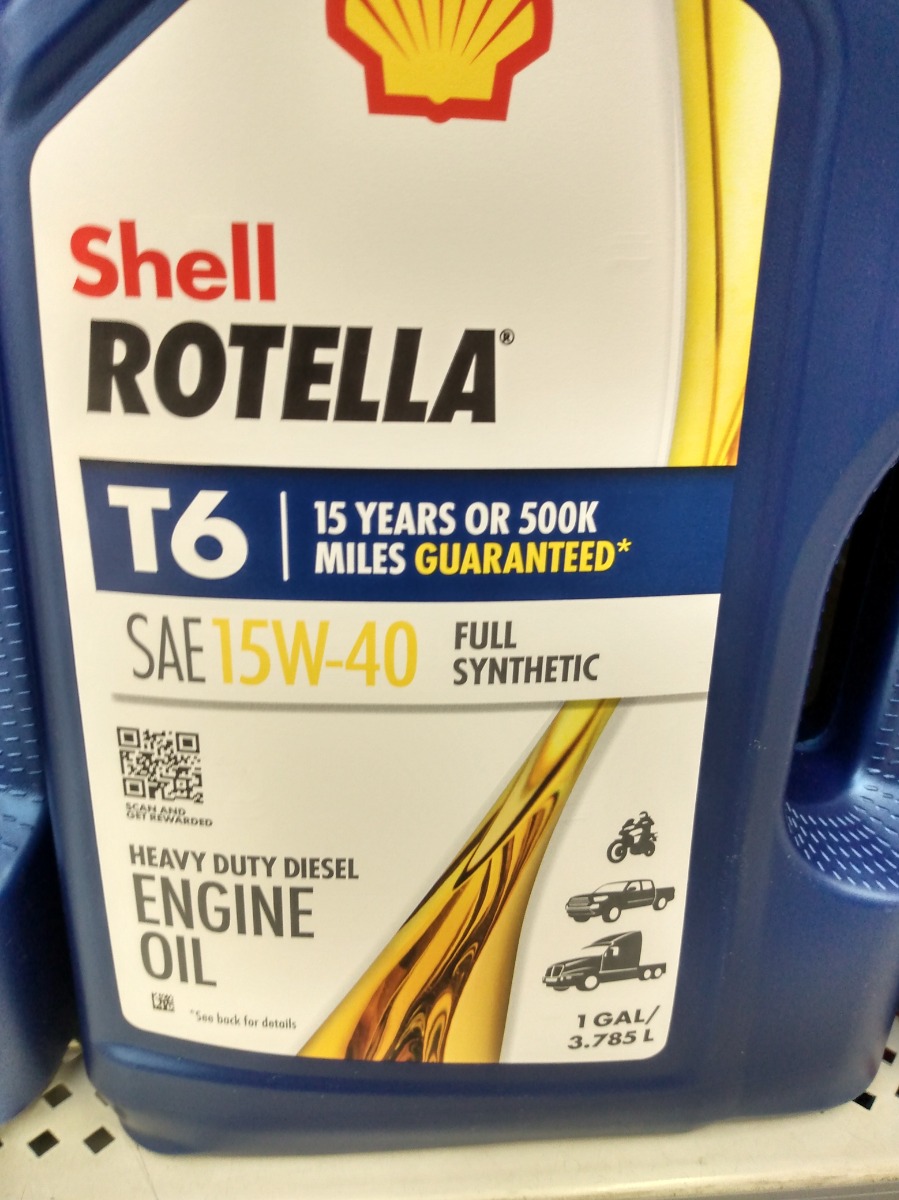 Shell
ROTELLA®
T6
15 YEARS OR 500K
MILES GUARANTEED*
SAE 15W-40
FULL
SYNTHETIC
SCAN AND
GET REWARDED
HEAVY DUTY DIESEL
ENGINE
OIL
*See back for details
1 GAL/
3.785 L